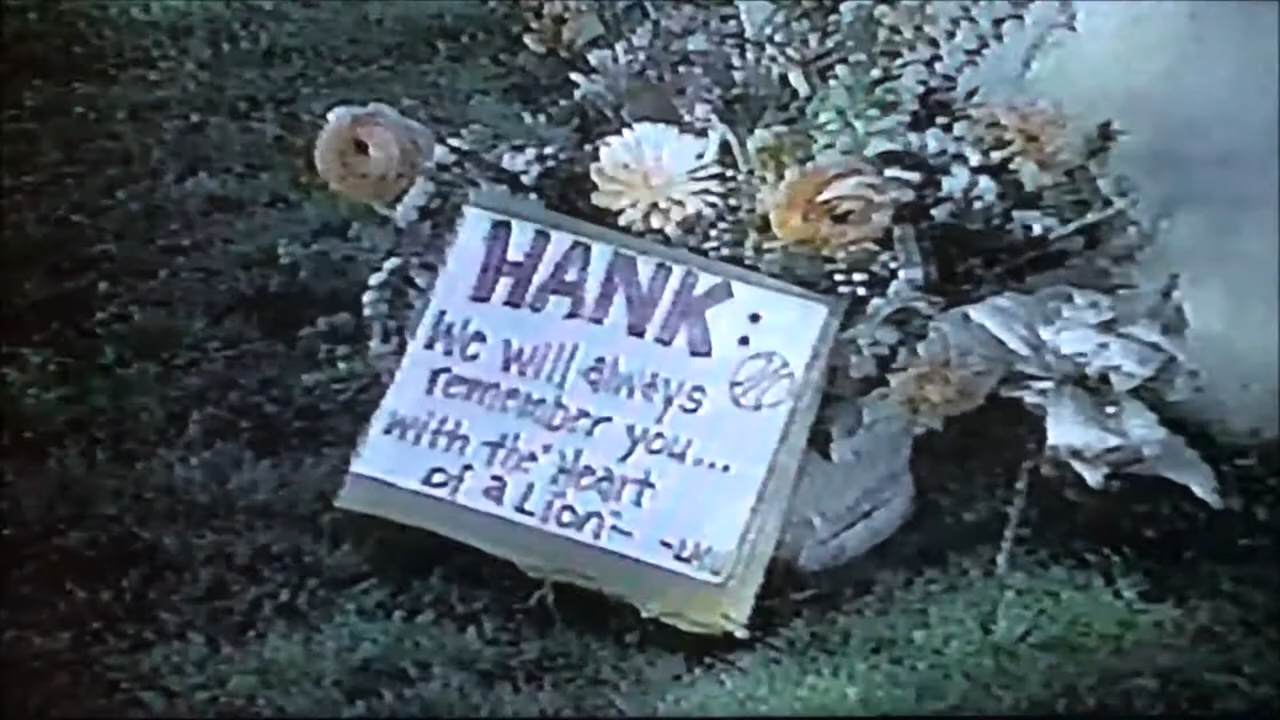 HANK:
We will always
remember you...
with the "Heart
of a Lion"